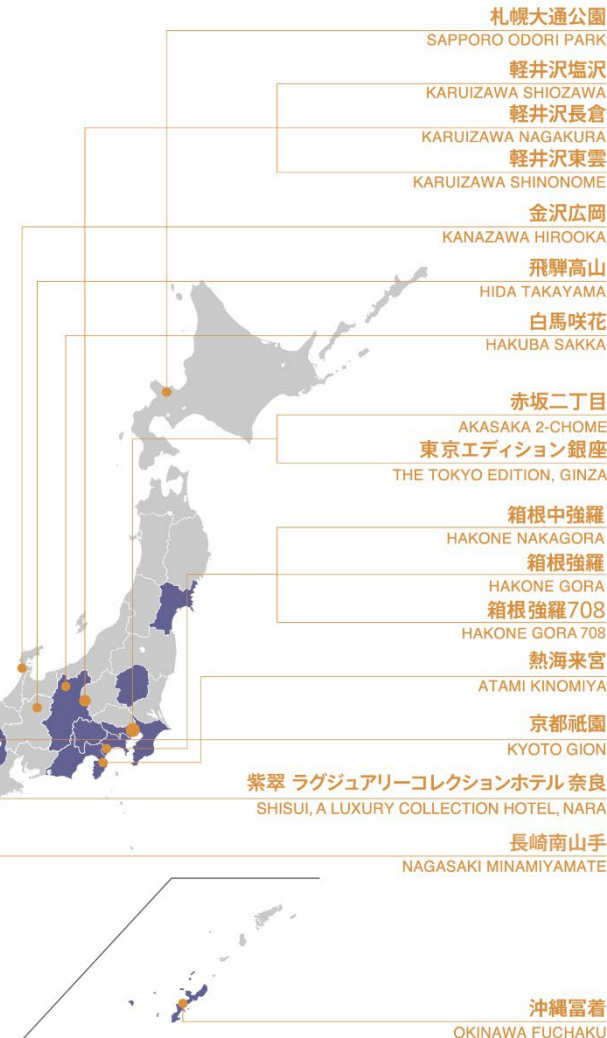 札幌大通公園
SAPPORO ODORI PARK
軽井沢塩沢
KARUIZAWA SHIOZAWA
軽井沢長倉
KARUIZAWA NAGAKURA
軽井沢東雲
KARUIZAWA SHINONOME
金沢広岡
KANAZAWA HIROOKA
飛騨高山
HIDA TAKAYAMA
白馬咲花
HAKUBA SAKKA
赤坂二丁目
AKASAKA 2-CHOME
東京エディション銀座
THE TOKYO EDITION, GINZA
箱根中強羅
HAKONE NAKAGORA
箱根強羅
HAKONE GORA
箱根強羅708
HAKONE GORA 708
熱海来宮
ATAMI KINOMIYA
京都祇園
KYOTO GION
紫翠 ラグジュアリーコレクションホテル 奈良
SHISUI, A LUXURY COLLECTION HOTEL, NARA
長崎南山手
NAGASAKI MINAMIYAMATE
沖縄冨着
OKINAWA FUCHAKU